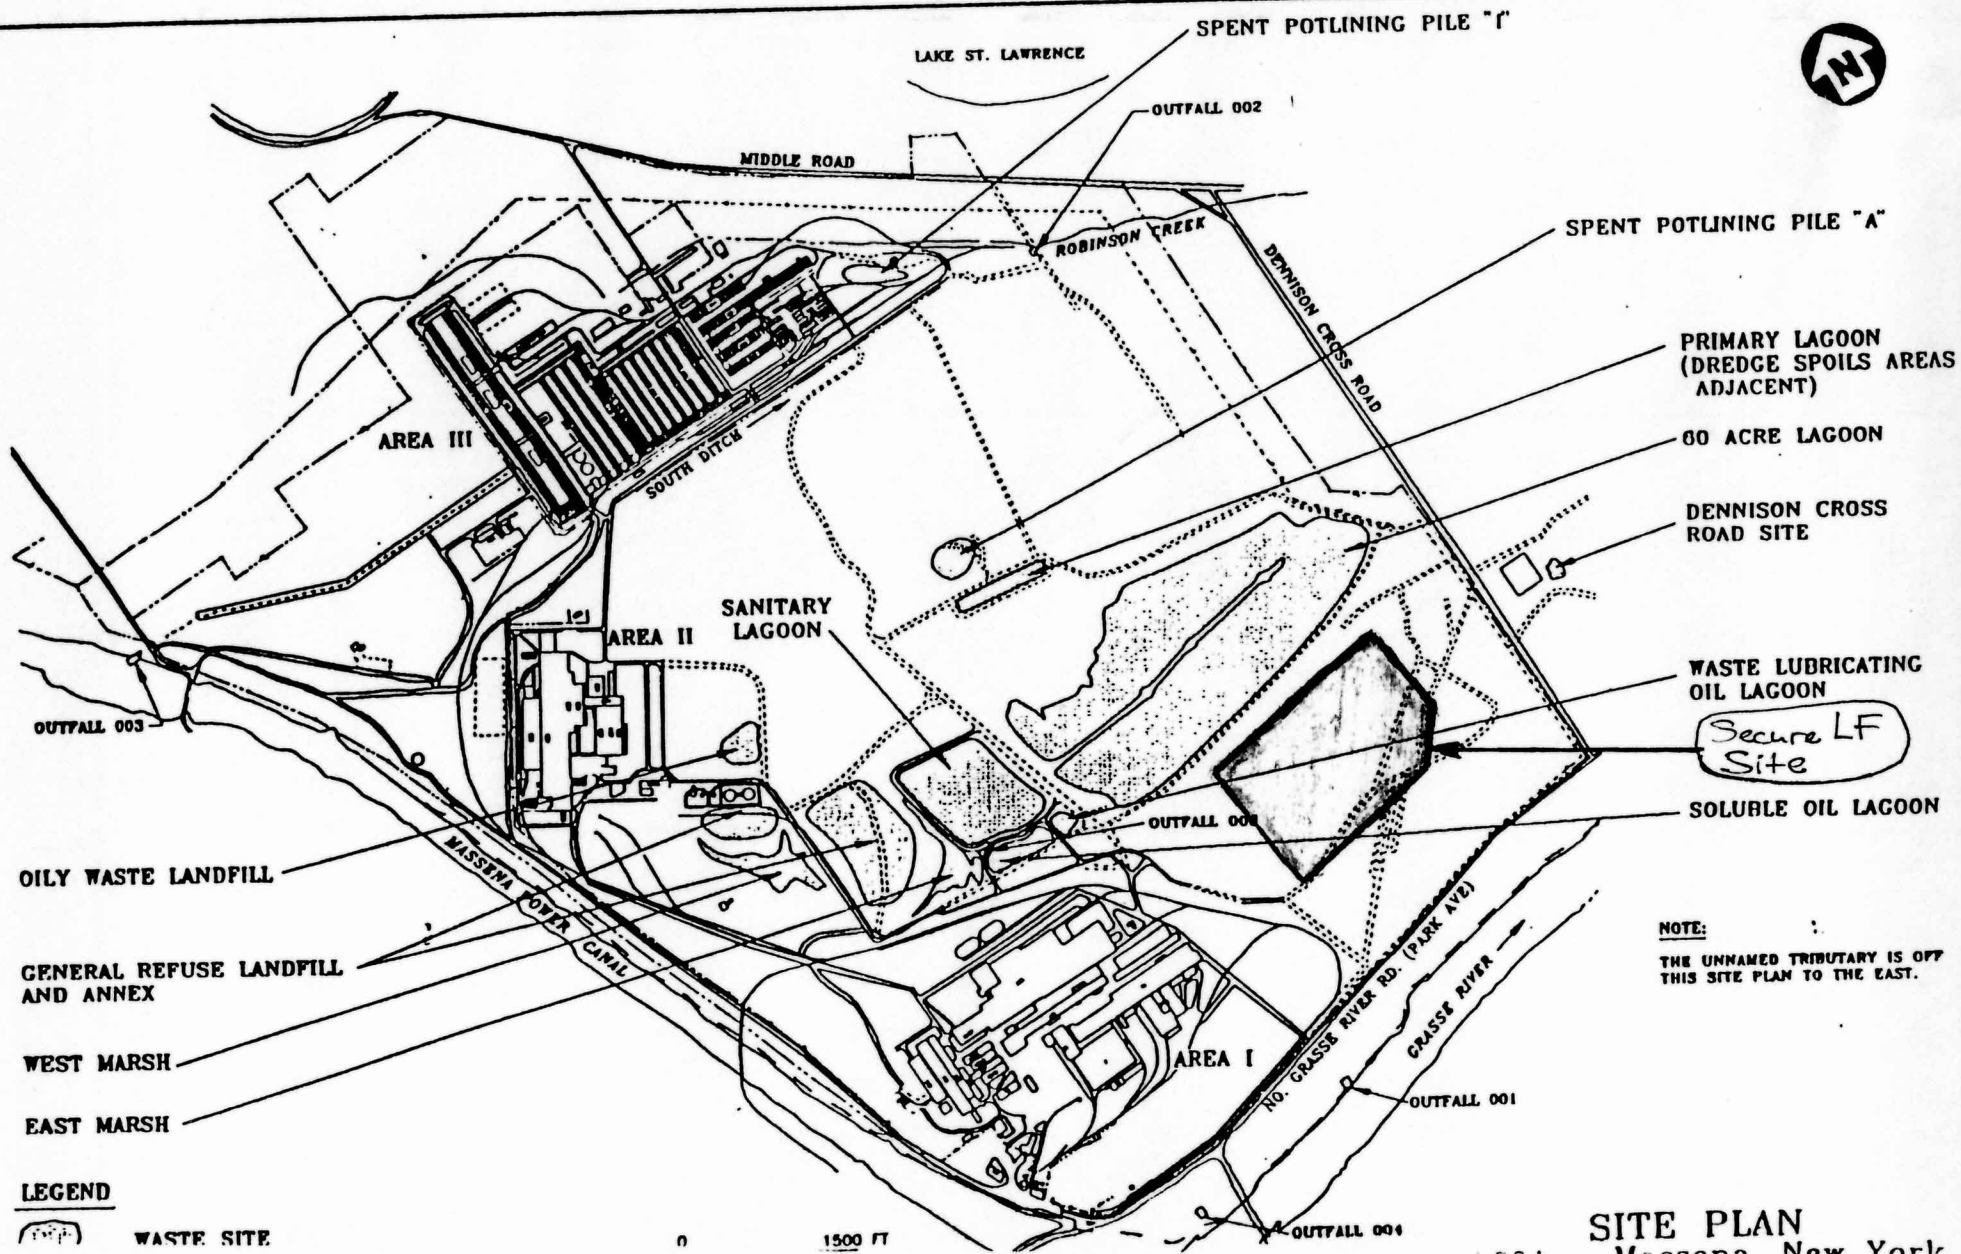 SPENT POTLINING PILE "I"
LAKE ST. LAWRENCE
N
OUTFALL 002
MIDDLE ROAD
SPENT POTLINING PILE "A"
ROBINSON CREEK
DENNISON CROSS ROAD
PRIMARY LAGOON
(DREDGE SPOILS AREAS
ADJACENT)
AREA III
60 ACRE LAGOON
SOUTH DITCH
DENNISON CROSS
ROAD SITE
SANITARY
LAGOON
AREA II
WASTE LUBRICATING
OIL LAGOON
OUTFALL 003
Secure LF
Site
SOLUBLE OIL LAGOON
OUTFALL
OILY WASTE LANDFILL
MASSENA POWER CANAL
NO. GRASSE RIVER RD. (PARK AVE)
GRASSE RIVER
NOTE:
THE UNNAMED TRIBUTARY IS OFF
THIS SITE PLAN TO THE EAST.
GENERAL REFUSE LANDFILL
AND ANNEX
WEST MARSH
AREA I
OUTFALL 001
EAST MARSH
LEGEND
WASTE SITE
0 1500 FT
OUTFALL 004
SITE PLAN
Massena, New York